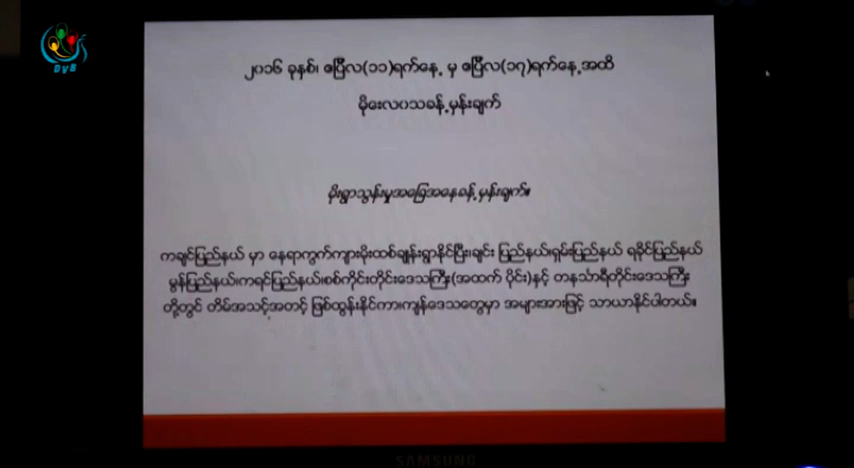 DVB
၂၀၁၆ ခုနှစ်၊ ဧပြီလ(၁၁)ရက်နေ့ မှ ဧပြီလ(၁၇)ရက်နေ့အထိ
မိုးလေဝသခန့်မှန်းချက်
မိုးရွာသွန်းမှုအခြေအနေခန့်မှန်းချက်။
ကချင်ပြည်နယ် မှာ နေရာကွက်ကျားမိုးထစ်ချုန်းရွာနိုင်ပြီး၊ချင်း ပြည်နယ်၊ရှမ်းပြည်နယ် ရခိုင်ပြည်နယ်
မွန်ပြည်နယ်၊ကရင်ပြည်နယ်၊စစ်ကိုင်းတိုင်းဒေသကြီး(အထက် ပိုင်း)နှင့် တနင်္သာရီတိုင်းဒေသကြီး
တို့တွင် တိမ်အသင့်အတင့် ဖြစ်ထွန်းနိုင်ကာ၊ကျန်ဒေသတွေမှာ အများအားဖြင့် သာယာနိုင်ပါတယ်။
SAMSUNG